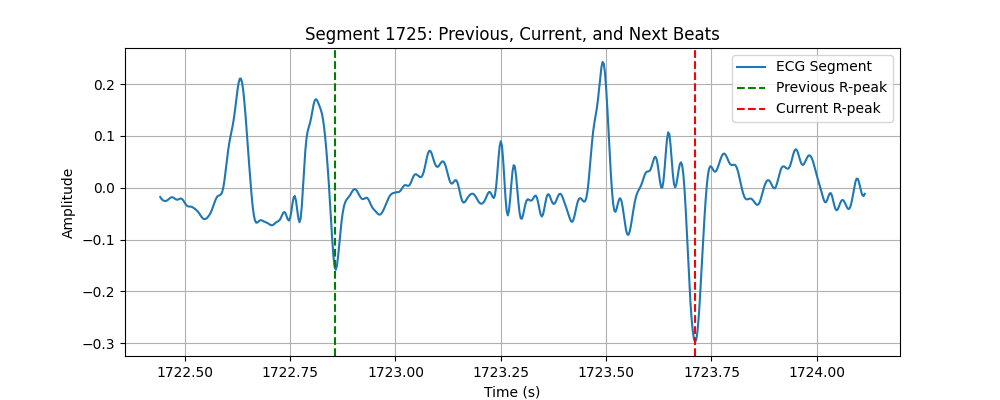 Segment 1725: Previous, Current, and Next Beats
ECG Segment
Previous R-peak
Current R-peak
Amplitude
0.2
0.1
0.0
−0.1
−0.2
−0.3
1722.50 1722.75 1723.00 1723.25 1723.50 1723.75 1724.00
Time (s)